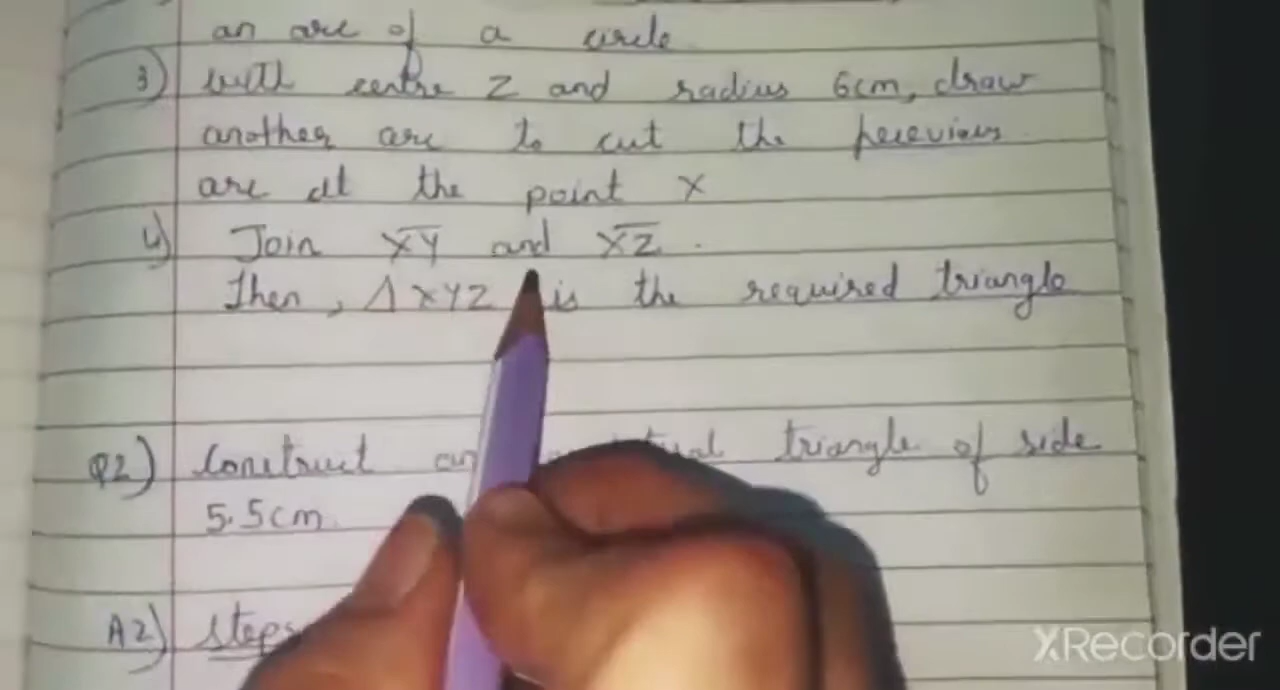 an arc of a circle
3) with centre Z and radius 6cm, draw
another arc to cut the previous
arc at the point X
4) Join XY and XZ.
Then, Δ XYZ is the required triangle
Q2) Construct an triangle of side
5.5cm.
A2) Steps
XRecorder